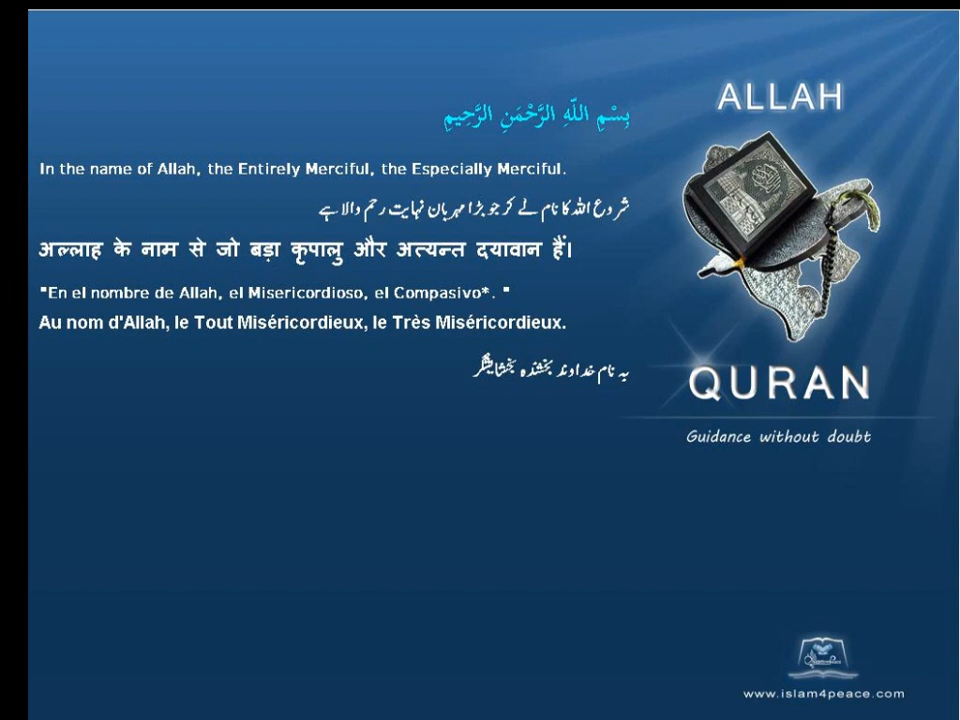 بِسْمِ اللَّهِ الرَّحْمَنِ الرَّحِيمِ
In the name of Allah, the Entirely Merciful, the Especially Merciful.
شروع الله کا نام لے کر جو بڑا مہربان نہایت رحم والا ہے
अल्लाह के नाम से जो बड़ा कृपालु और अत्यन्त दयावान हैं।
"En el nombre de Allah, el Misericordioso, el Compasivo*. "
Au nom d'Allah, le Tout Miséricordieux, le Très Miséricordieux.
به نام خداوند بخشنده بخشایشگر
ALLAH
QURAN
Guidance without doubt
www.islam4peace.com